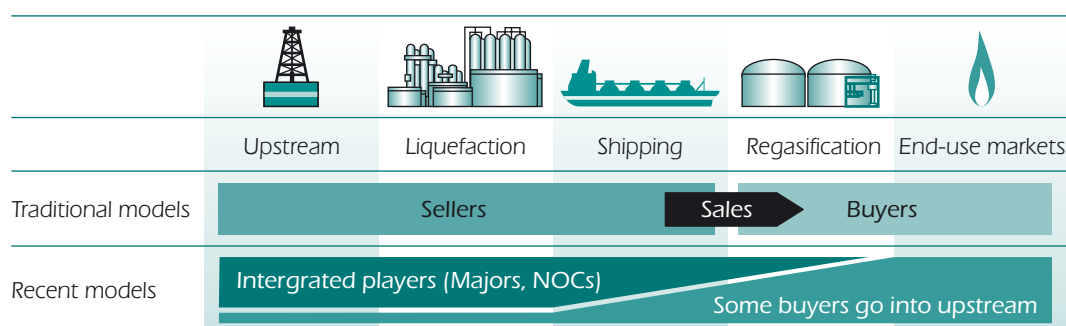 Upstream
Liquefaction
Shipping
Regasification
End-use markets
Traditional models
Sellers
Sales
Buyers
Recent models
Intergrated players (Majors, NOCs)
Some buyers go into upstream